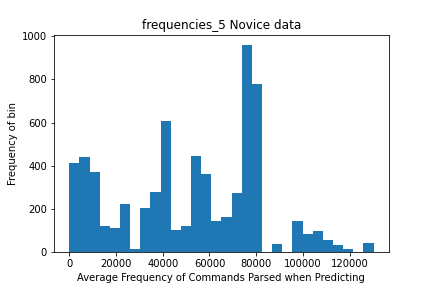 frequencies_5 Novice data
1000
800
600
400
200
0
Frequency of bin
0 20000 40000 60000 80000 100000 120000
Average Frequency of Commands Parsed when Predicting